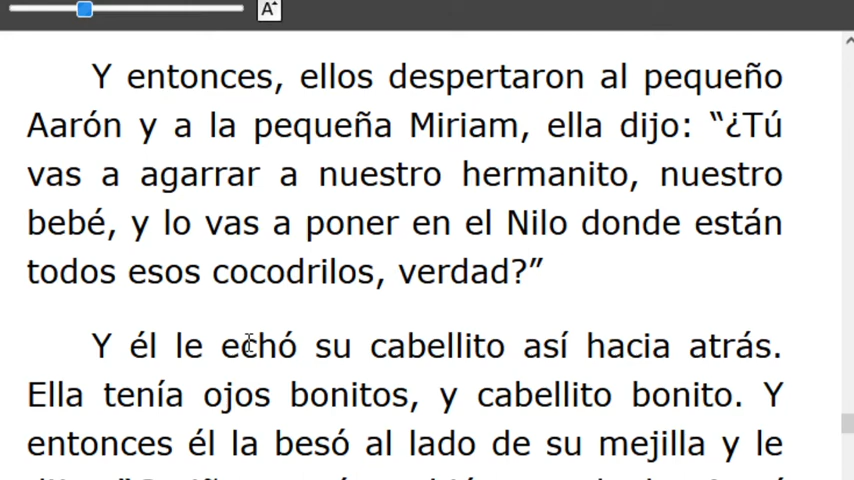 A
Y entonces, ellos despertaron al pequeño
Aarón y a la pequeña Miriam, ella dijo: “¿Tú
vas a agarrar a nuestro hermanito, nuestro
bebé, y lo vas a poner en el Nilo donde están
todos esos cocodrilos, verdad?”
Y él le echó su cabellito así hacia atrás.
Ella tenía ojos bonitos, y cabellito bonito. Y
entonces él la besó al lado de su mejilla y le